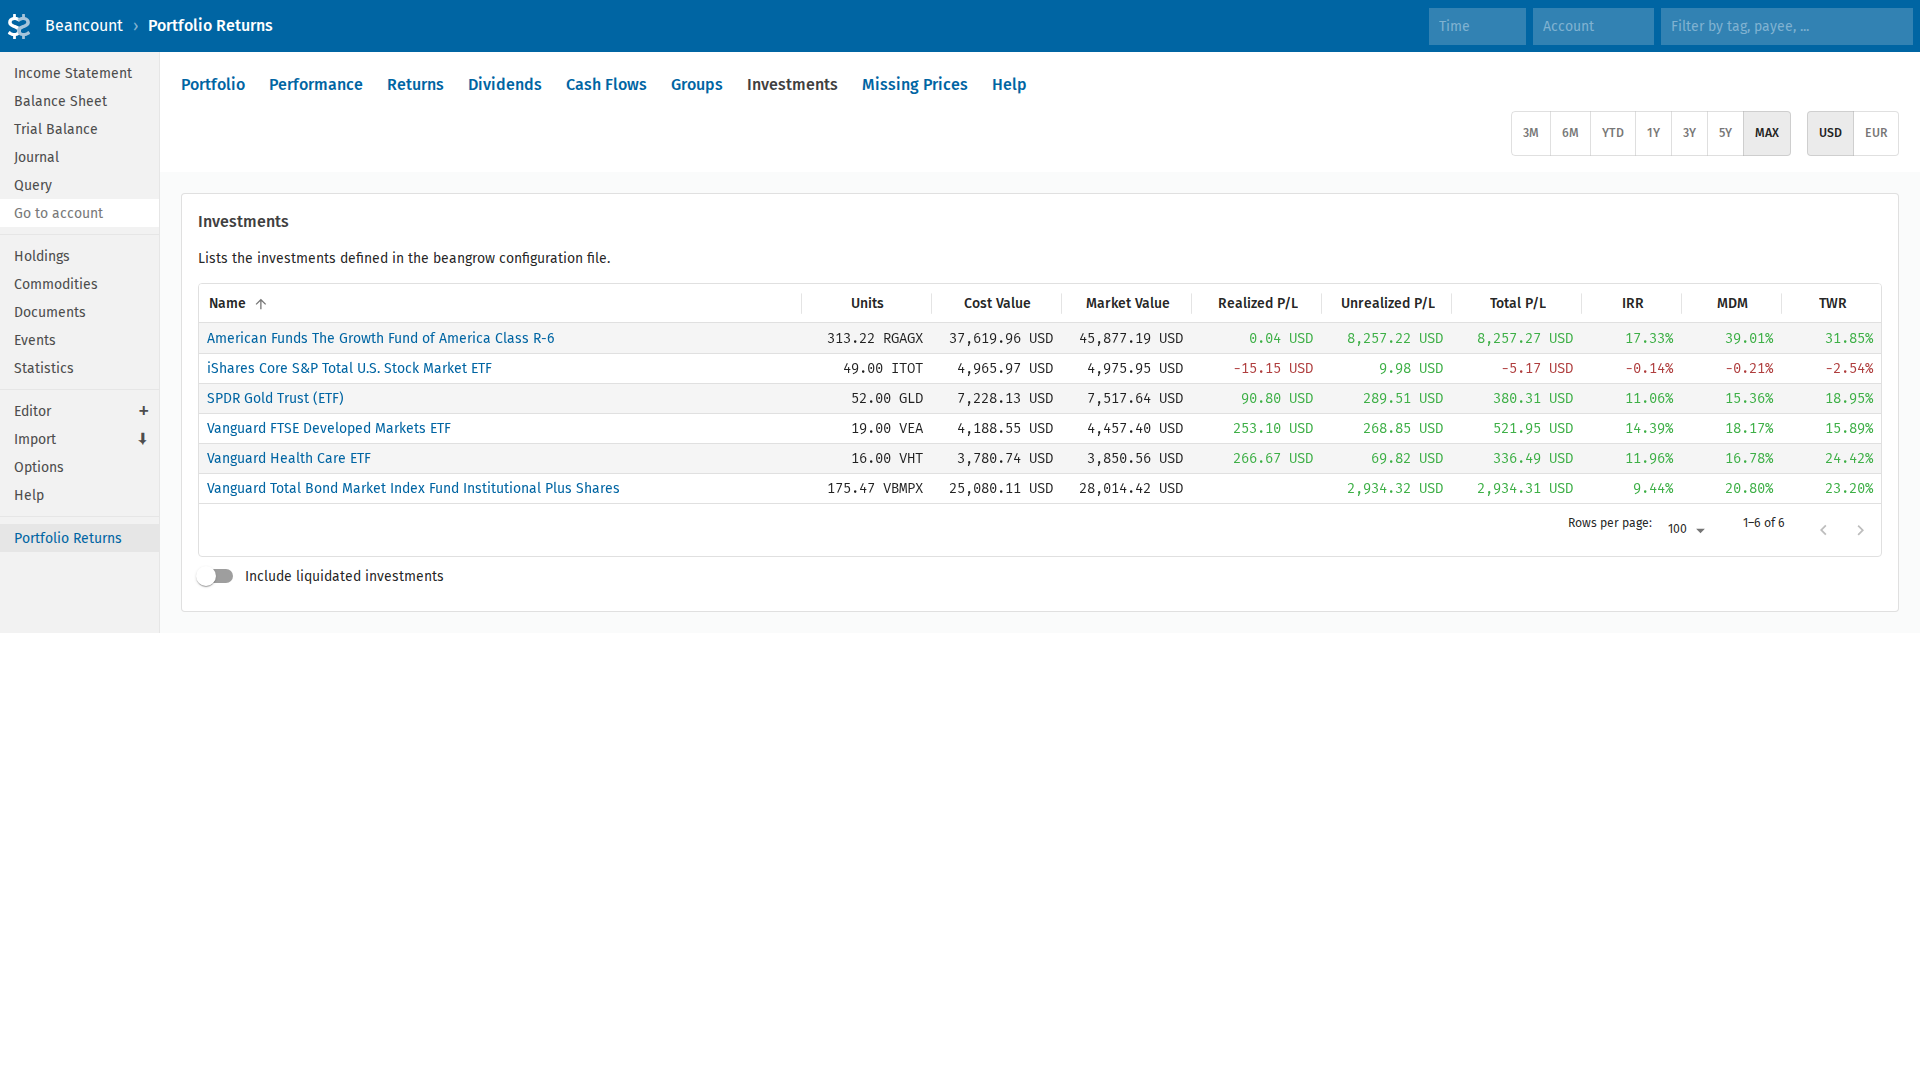 Beancount › Portfolio Returns
Time
Account
Filter by tag, payee, ...
Income Statement
Balance Sheet
Trial Balance
Journal
Query
Go to account
Holdings
Commodities
Documents
Events
Statistics
Editor +
Import ⬇
Options
Help
Portfolio Returns
Portfolio Performance Returns Dividends Cash Flows Groups Investments Missing Prices Help
3M 6M YTD 1Y 3Y 5Y MAX USD EUR
Investments
Lists the investments defined in the beangrow configuration file.
Name ↑ Units Cost Value Market Value Realized P/L Unrealized P/L Total P/L IRR MDM TWR
American Funds The Growth Fund of America Class R-6 313.22 RGAGX 37,619.96 USD 45,877.19 USD 0.04 USD 8,257.22 USD 8,257.27 USD 17.33% 39.01% 31.85%
iShares Core S&P Total U.S. Stock Market ETF 49.00 ITOT 4,965.97 USD 4,975.95 USD -15.15 USD 9.98 USD -5.17 USD -0.14% -0.21% -2.54%
SPDR Gold Trust (ETF) 52.00 GLD 7,228.13 USD 7,517.64 USD 90.80 USD 289.51 USD 380.31 USD 11.06% 15.36% 18.95%
Vanguard FTSE Developed Markets ETF 19.00 VEA 4,188.55 USD 4,457.40 USD 253.10 USD 268.85 USD 521.95 USD 14.39% 18.17% 15.89%
Vanguard Health Care ETF 16.00 VHT 3,780.74 USD 3,850.56 USD 266.67 USD 69.82 USD 336.49 USD 11.96% 16.78% 24.42%
Vanguard Total Bond Market Index Fund Institutional Plus Shares 175.47 VBMPX 25,080.11 USD 28,014.42 USD 2,934.32 USD 2,934.31 USD 9.44% 20.80% 23.20%
Rows per page: 100 1–6 of 6
Include liquidated investments